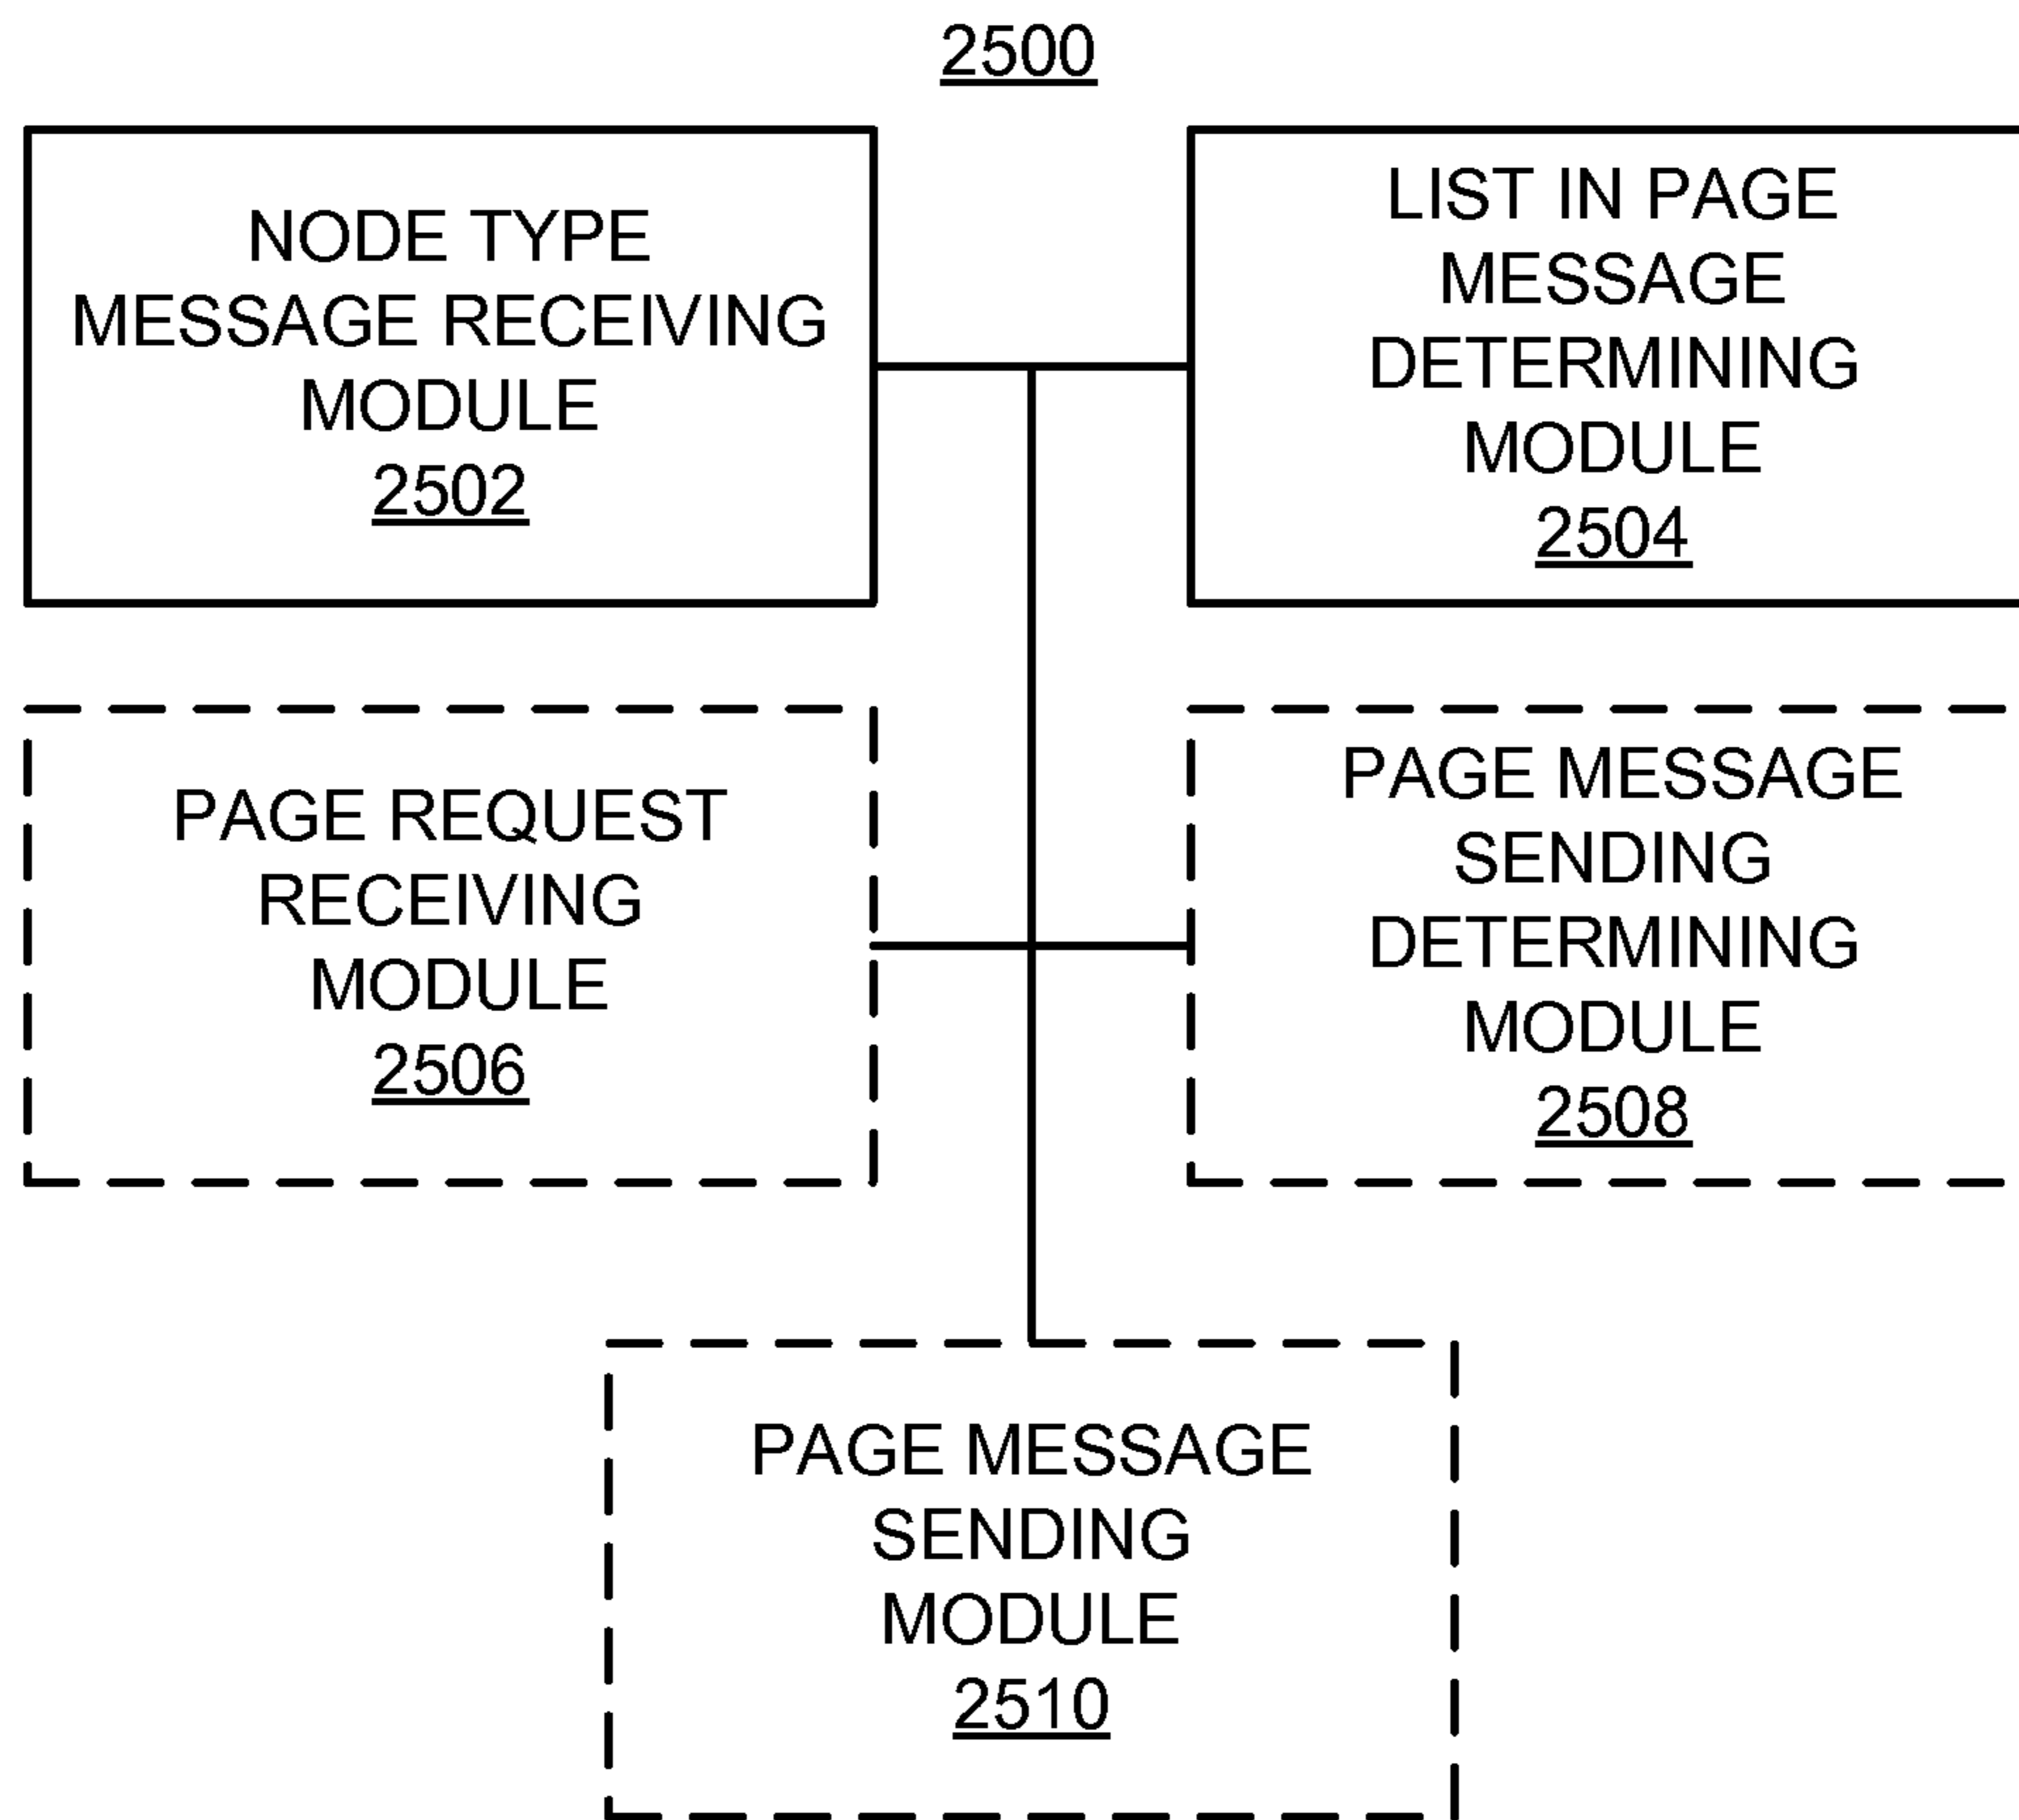 2500
NODE TYPE
MESSAGE RECEIVING
MODULE
2502
LIST IN PAGE
MESSAGE
DETERMINING
MODULE
2504
PAGE REQUEST
RECEIVING
MODULE
2506
PAGE MESSAGE
SENDING
DETERMINING
MODULE
2508
PAGE MESSAGE
SENDING
MODULE
2510